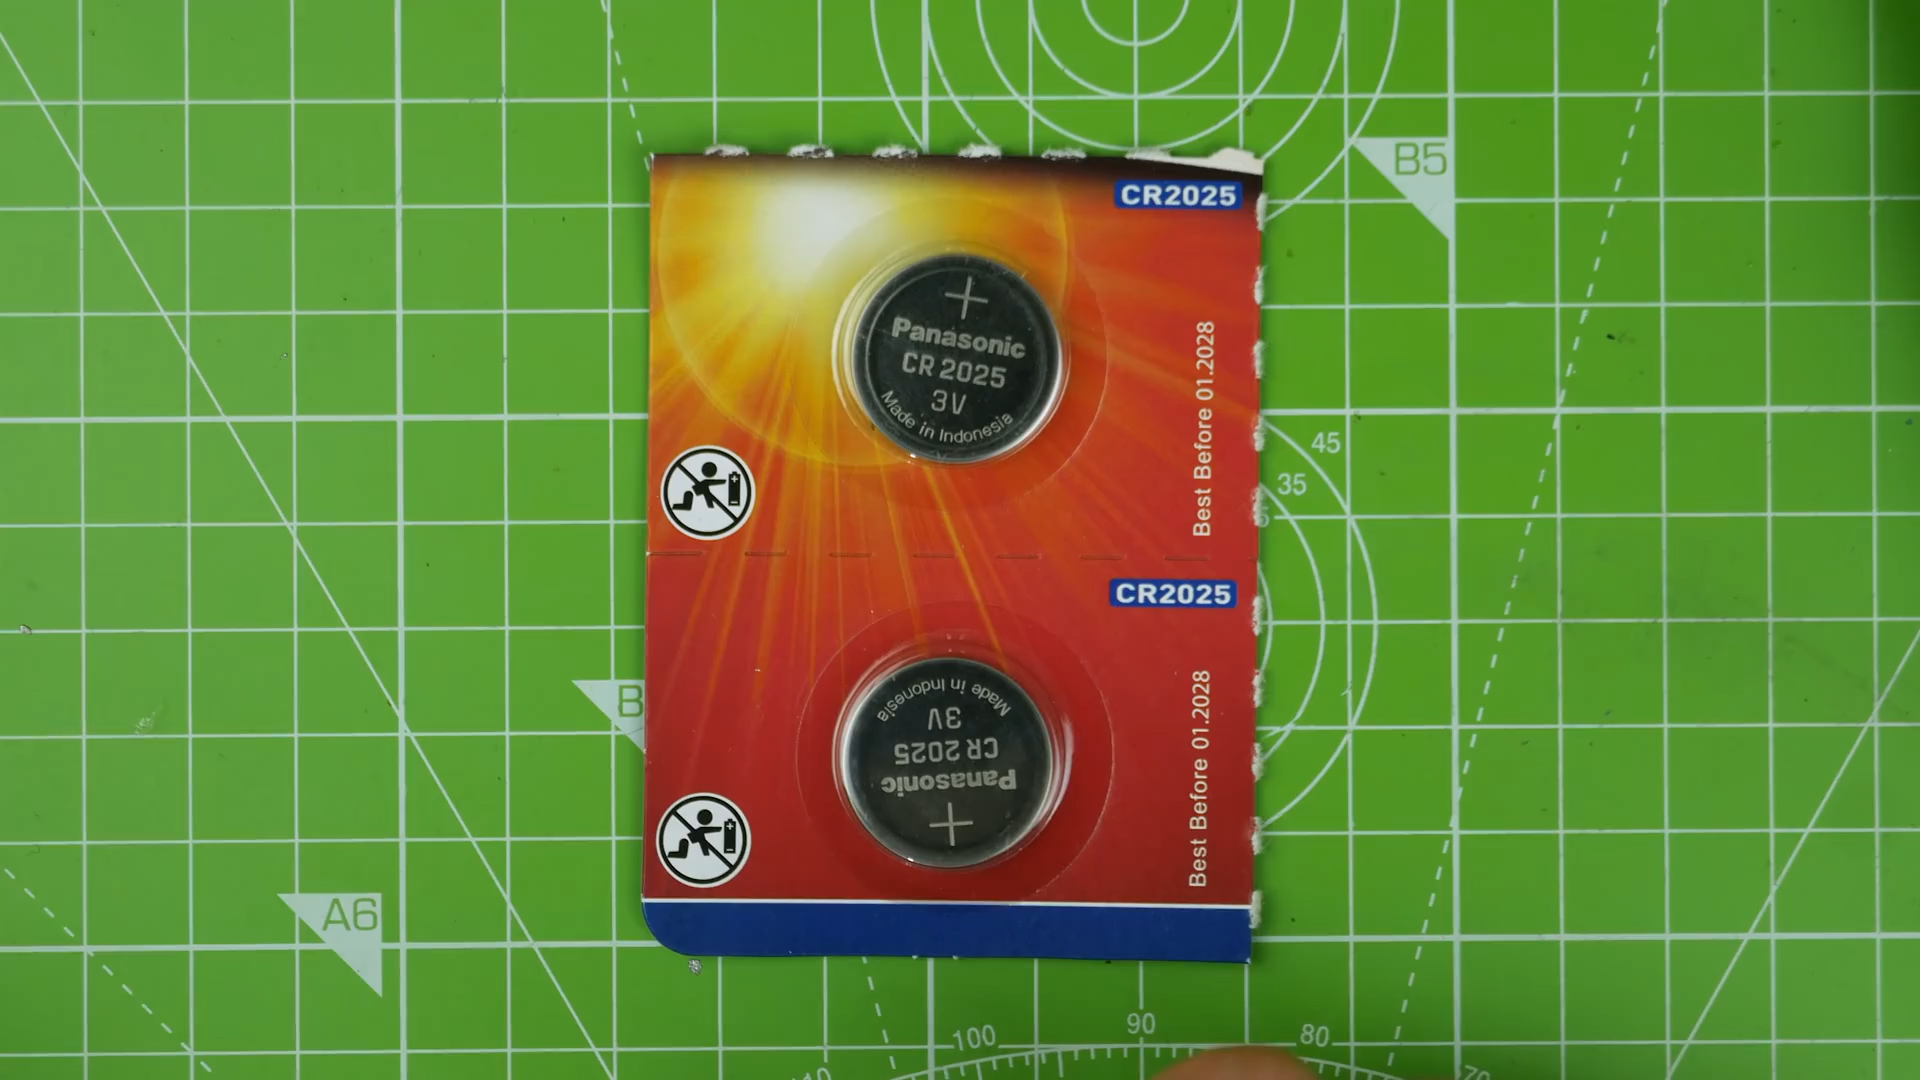 B5
CR2025
Panasonic
CR 2025
3V
Made in Indonesia
Best Before 01.2028
45
35
CR2025
B
Made in Indonesia
3V
CR 2025
Panasonic
Best Before 01.2028
A6
100
90
80
70